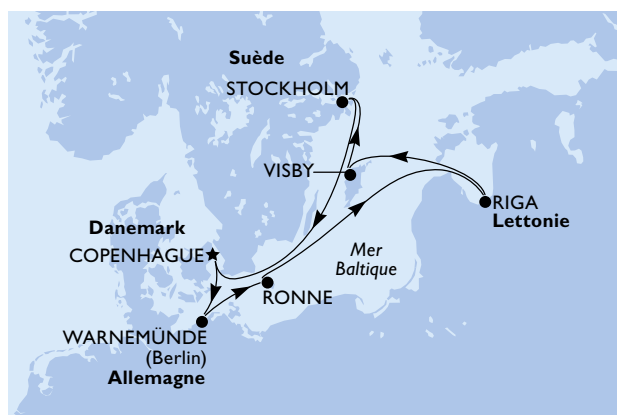 Suède
STOCKHOLM
VISBY
RIGA
Lettonie
Danemark
COPENHAGUE
Mer
Baltique
RONNE
WARNEMÜNDE
(Berlin)
Allemagne